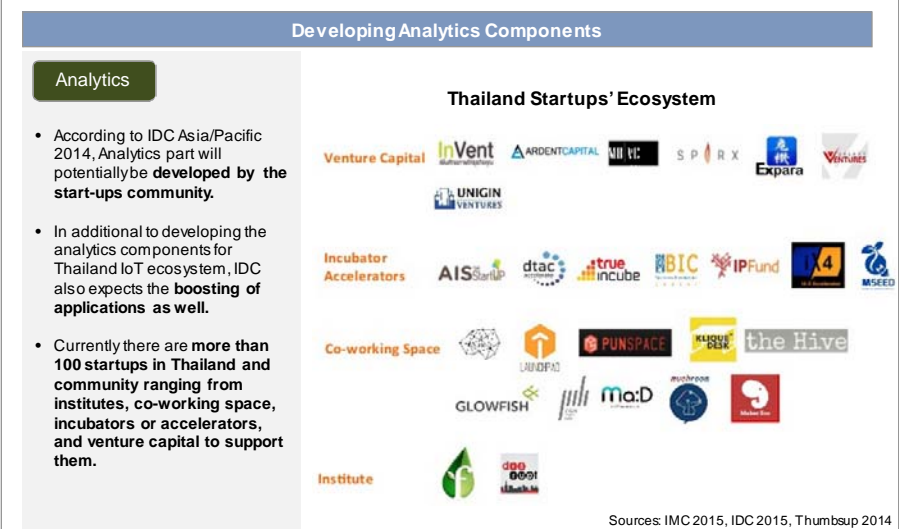 Developing Analytics Components
Analytics
Thailand Startups' Ecosystem
• According to IDC Asia/Pacific
2014, Analytics part will
potentially be developed by the
start-ups community.
• In additional to developing the
analytics components for
Thailand IoT ecosystem, IDC
also expects the boosting of
applications as well.
• Currently there are more than
100 startups in Thailand and
community ranging from
institutes, co-working space,
incubators or accelerators,
and venture capital to support
them.
Venture Capital
InVent
ARDENTCAPITAL
SPARX
Expara
VENTURES
UNIGIN
VENTURES
Incubator
Accelerators
AIS StartUP
dtac
accelerate
true
incube
BIC
IPFund
MSEED
Co-working Space
LAUNCHPAD
PUNSPACE
KLIQUE
DESK
the Hive
GLOWFISH
ma:D
mushroom
Institute
Sources: IMC 2015, IDC 2015, Thumbsup 2014